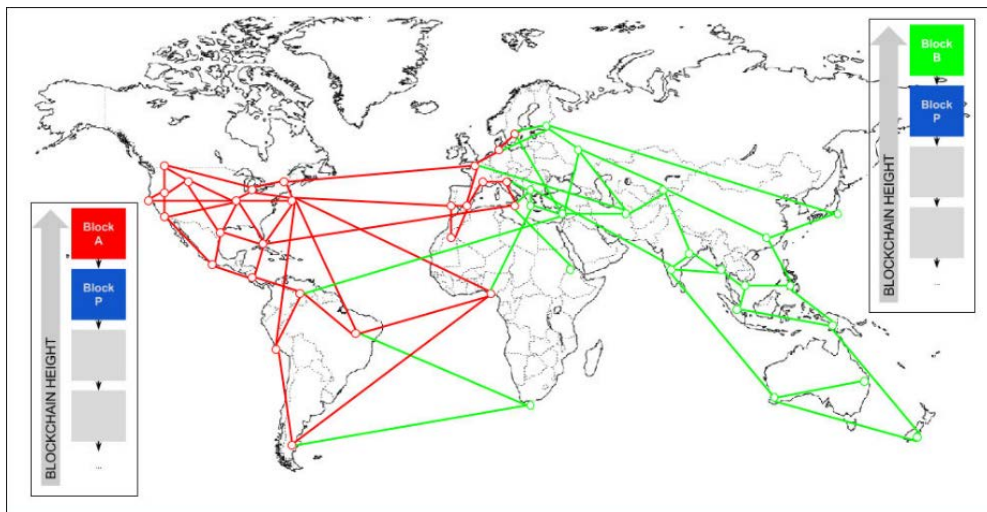 BLOCKCHAIN HEIGHT
Block
A
Block
P
...
BLOCKCHAIN HEIGHT
Block
B
Block
P
...